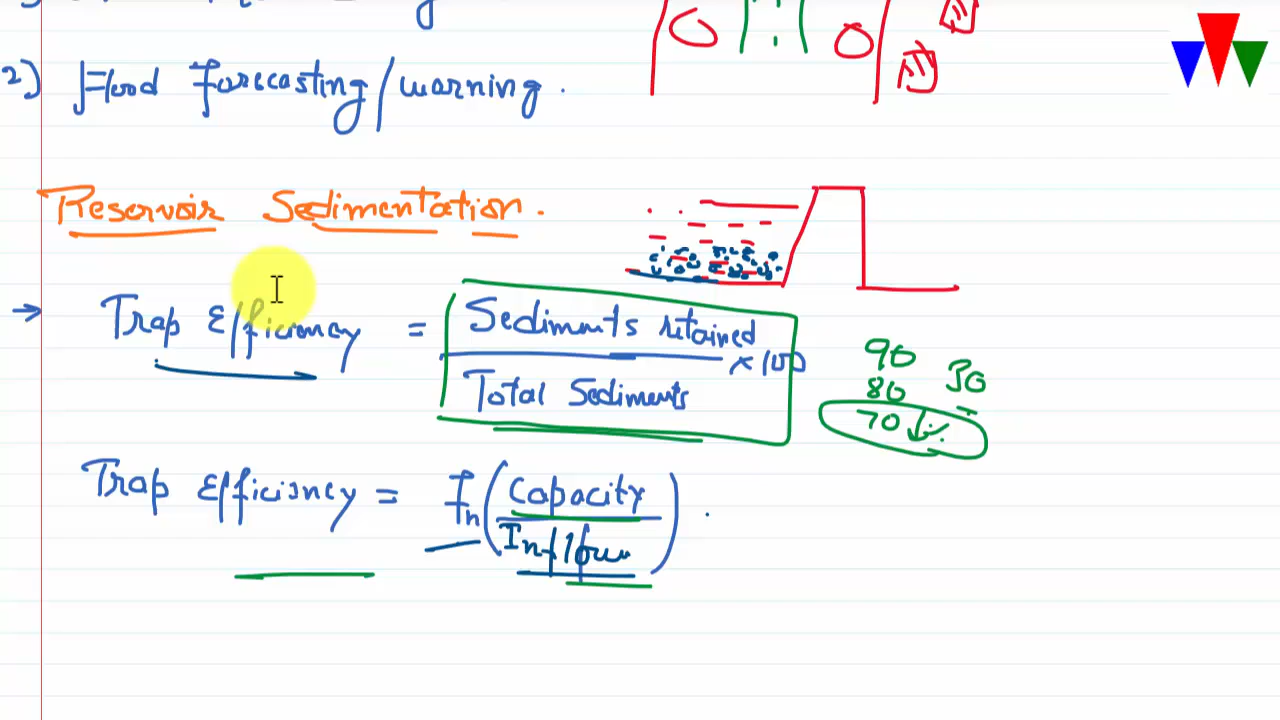 2) Flood forecasting/warning.
Reservoir Sedimentation.
→ Trap Efficiency = Sediments retained / Total Sediments × 100
90
80 30
70 ↓ %
Trap Efficiency = fn (Capacity / Inflow).